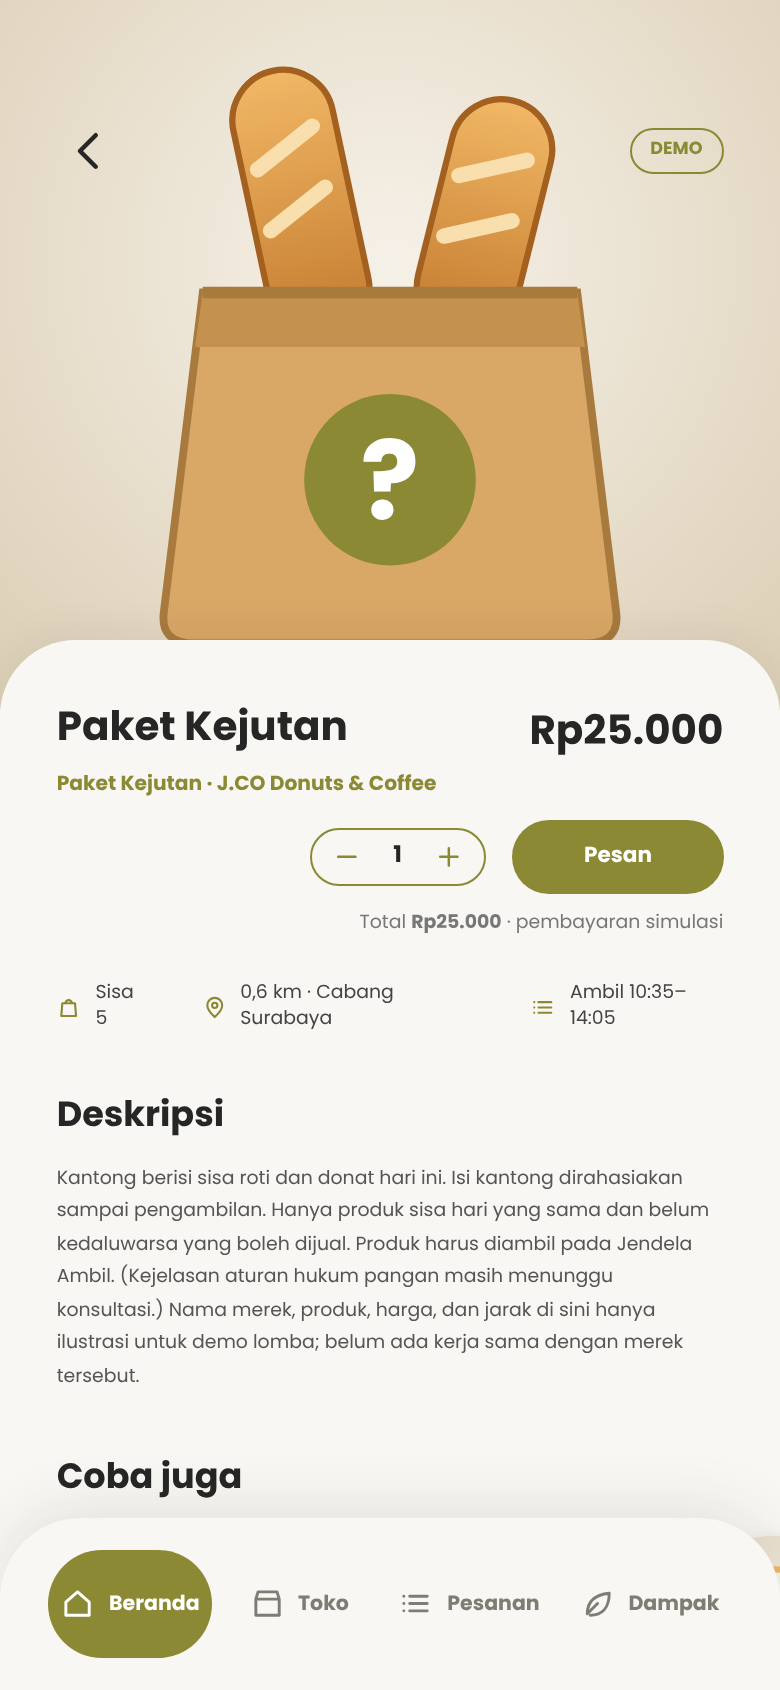 DEMO
?
Paket Kejutan
Rp25.000
Paket Kejutan · J.CO Donuts & Coffee
1
Pesan
Total Rp25.000 · pembayaran simulasi
Sisa
5
0,6 km · Cabang
Surabaya
Ambil 10:35–
14:05
Deskripsi
Kantong berisi sisa roti dan donat hari ini. Isi kantong dirahasiakan
sampai pengambilan. Hanya produk sisa hari yang sama dan belum
kedaluwarsa yang boleh dijual. Produk harus diambil pada Jendela
Ambil. (Kejelasan aturan hukum pangan masih menunggu
konsultasi.) Nama merek, produk, harga, dan jarak di sini hanya
ilustrasi untuk demo lomba; belum ada kerja sama dengan merek
tersebut.
Coba juga
Beranda
Toko
Pesanan
Dampak